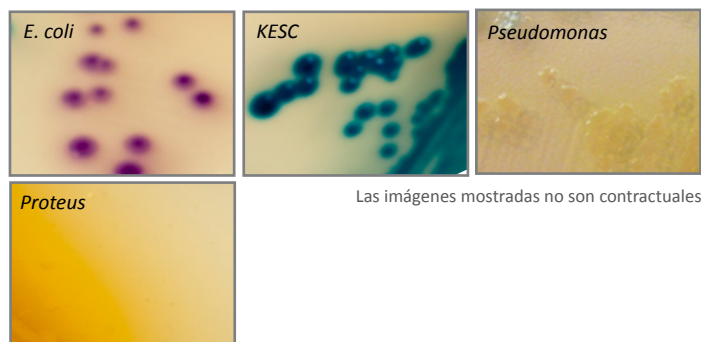 E. coli
KESC
Pseudomonas
Las imágenes mostradas no son contractuales
Proteus